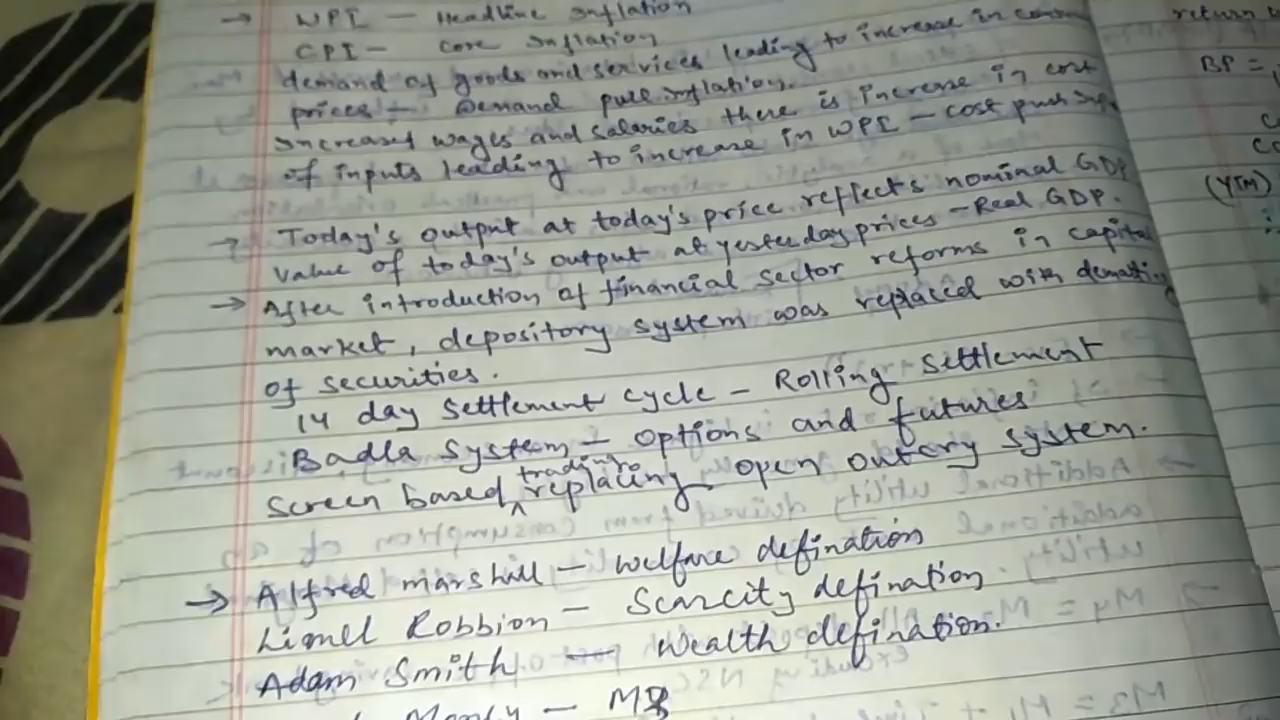 → WPI — Headline Inflation
CPI — core Inflation
demand of goods and services leading to increase in
prices — Demand pull inflation.
Increased wages and salaries there is increase in cost
of inputs leading to increase in WPI — cost push
→ Today's output at today's price reflects nominal GDP
Value of today's output at yesterday prices — Real GDP.
→ After introduction of financial sector reforms in capital
market, depository system was replaced with
of securities.
14 day settlement cycle — Rolling settlement
Badla System — options and futures
Screen based trading replacing open outcry system.
→ Alfred marshall — welfare defination
Lionel Robbion — Scarcity defination
Adam Smith — Wealth defination.
return
BP =
(YTM)